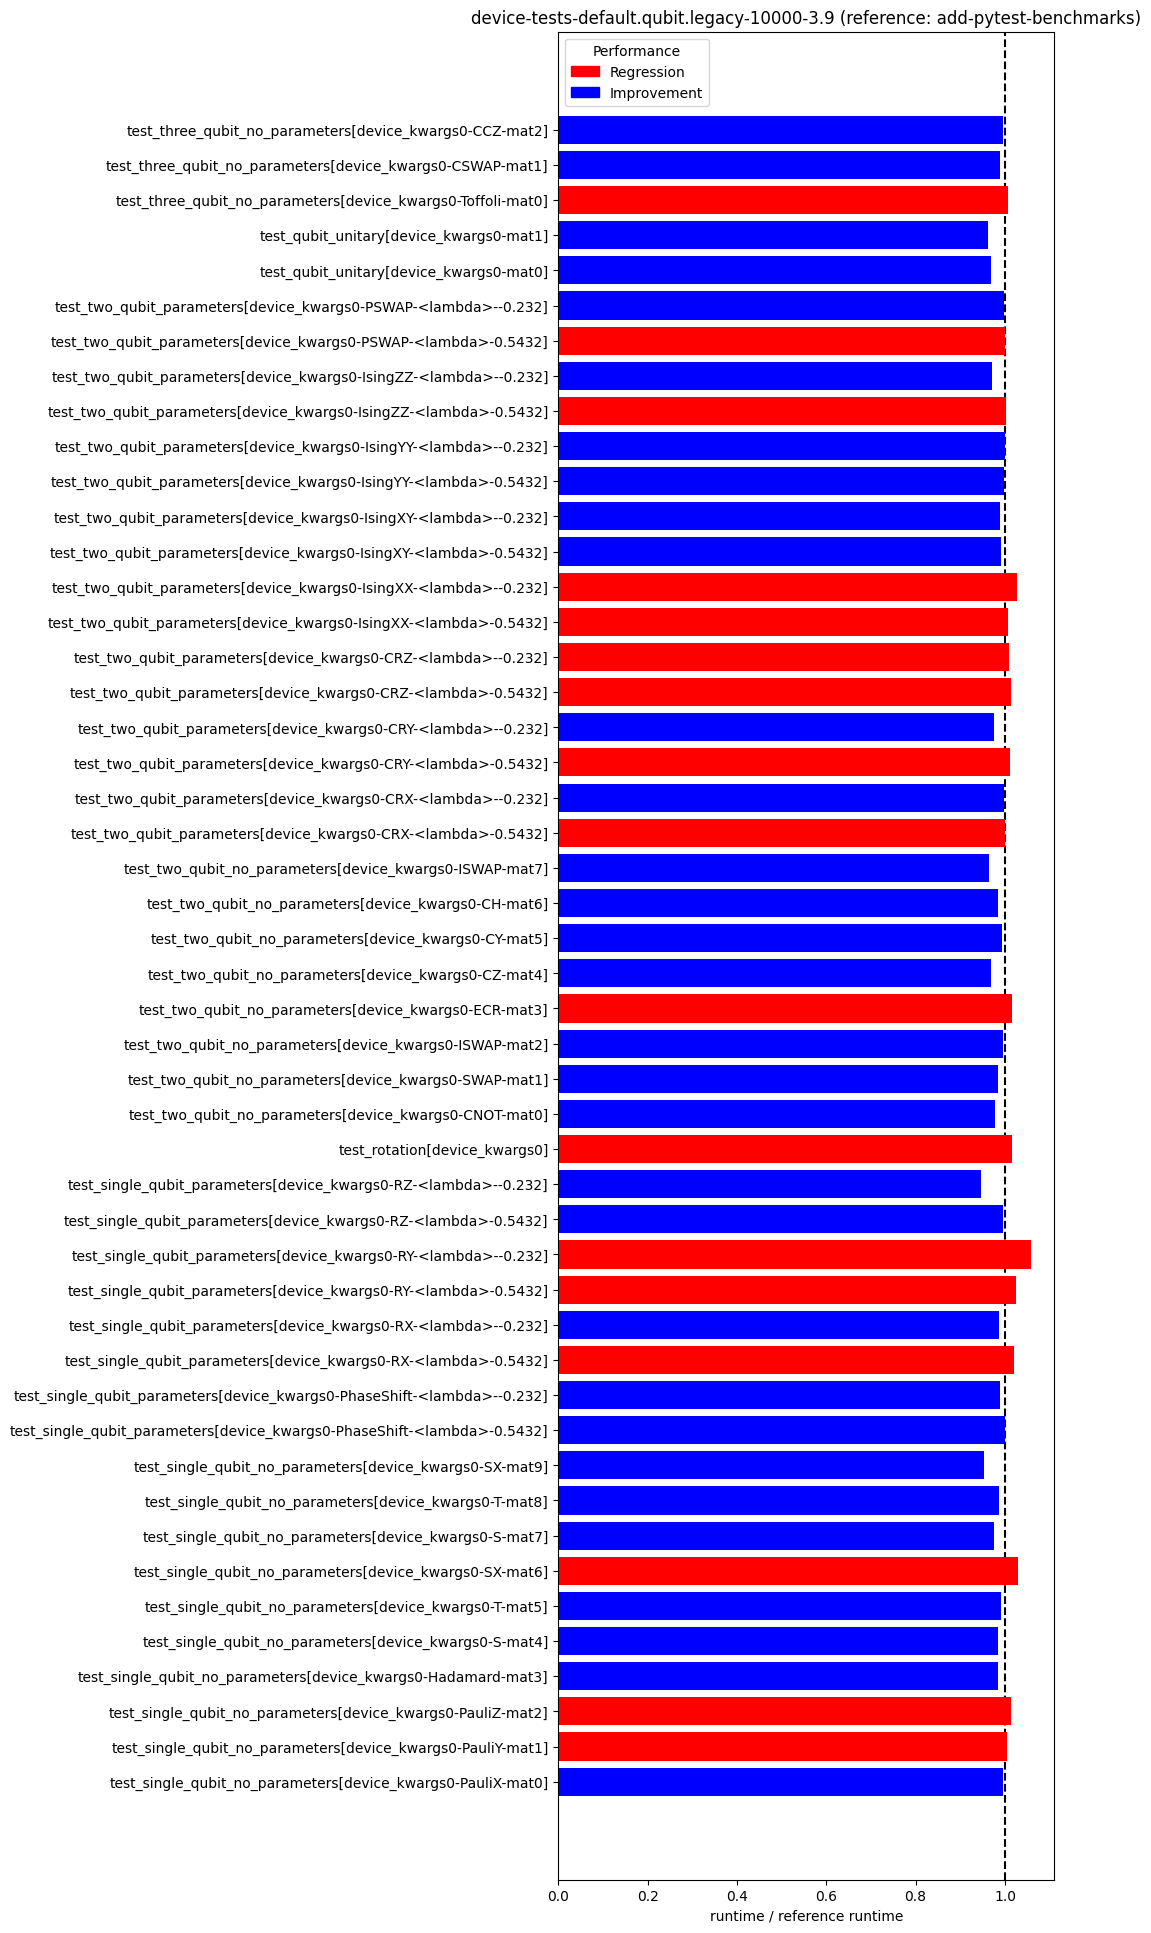 device-tests-default.qubit.legacy-10000-3.9 (reference: add-pytest-benchmarks)
Performance
Regression
Improvement
test_three_qubit_no_parameters[device_kwargs0-CCZ-mat2]
test_three_qubit_no_parameters[device_kwargs0-CSWAP-mat1]
test_three_qubit_no_parameters[device_kwargs0-Toffoli-mat0]
test_qubit_unitary[device_kwargs0-mat1]
test_qubit_unitary[device_kwargs0-mat0]
test_two_qubit_parameters[device_kwargs0-PSWAP-<lambda>--0.232]
test_two_qubit_parameters[device_kwargs0-PSWAP-<lambda>-0.5432]
test_two_qubit_parameters[device_kwargs0-IsingZZ-<lambda>--0.232]
test_two_qubit_parameters[device_kwargs0-IsingZZ-<lambda>-0.5432]
test_two_qubit_parameters[device_kwargs0-IsingYY-<lambda>--0.232]
test_two_qubit_parameters[device_kwargs0-IsingYY-<lambda>-0.5432]
test_two_qubit_parameters[device_kwargs0-IsingXY-<lambda>--0.232]
test_two_qubit_parameters[device_kwargs0-IsingXY-<lambda>-0.5432]
test_two_qubit_parameters[device_kwargs0-IsingXX-<lambda>--0.232]
test_two_qubit_parameters[device_kwargs0-IsingXX-<lambda>-0.5432]
test_two_qubit_parameters[device_kwargs0-CRZ-<lambda>--0.232]
test_two_qubit_parameters[device_kwargs0-CRZ-<lambda>-0.5432]
test_two_qubit_parameters[device_kwargs0-CRY-<lambda>--0.232]
test_two_qubit_parameters[device_kwargs0-CRY-<lambda>-0.5432]
test_two_qubit_parameters[device_kwargs0-CRX-<lambda>--0.232]
test_two_qubit_parameters[device_kwargs0-CRX-<lambda>-0.5432]
test_two_qubit_no_parameters[device_kwargs0-ISWAP-mat7]
test_two_qubit_no_parameters[device_kwargs0-CH-mat6]
test_two_qubit_no_parameters[device_kwargs0-CY-mat5]
test_two_qubit_no_parameters[device_kwargs0-CZ-mat4]
test_two_qubit_no_parameters[device_kwargs0-ECR-mat3]
test_two_qubit_no_parameters[device_kwargs0-ISWAP-mat2]
test_two_qubit_no_parameters[device_kwargs0-SWAP-mat1]
test_two_qubit_no_parameters[device_kwargs0-CNOT-mat0]
test_rotation[device_kwargs0]
test_single_qubit_parameters[device_kwargs0-RZ-<lambda>--0.232]
test_single_qubit_parameters[device_kwargs0-RZ-<lambda>-0.5432]
test_single_qubit_parameters[device_kwargs0-RY-<lambda>--0.232]
test_single_qubit_parameters[device_kwargs0-RY-<lambda>-0.5432]
test_single_qubit_parameters[device_kwargs0-RX-<lambda>--0.232]
test_single_qubit_parameters[device_kwargs0-RX-<lambda>-0.5432]
test_single_qubit_parameters[device_kwargs0-PhaseShift-<lambda>--0.232]
test_single_qubit_parameters[device_kwargs0-PhaseShift-<lambda>-0.5432]
test_single_qubit_no_parameters[device_kwargs0-SX-mat9]
test_single_qubit_no_parameters[device_kwargs0-T-mat8]
test_single_qubit_no_parameters[device_kwargs0-S-mat7]
test_single_qubit_no_parameters[device_kwargs0-SX-mat6]
test_single_qubit_no_parameters[device_kwargs0-T-mat5]
test_single_qubit_no_parameters[device_kwargs0-S-mat4]
test_single_qubit_no_parameters[device_kwargs0-Hadamard-mat3]
test_single_qubit_no_parameters[device_kwargs0-PauliZ-mat2]
test_single_qubit_no_parameters[device_kwargs0-PauliY-mat1]
test_single_qubit_no_parameters[device_kwargs0-PauliX-mat0]
0.0 0.2 0.4 0.6 0.8 1.0
runtime / reference runtime